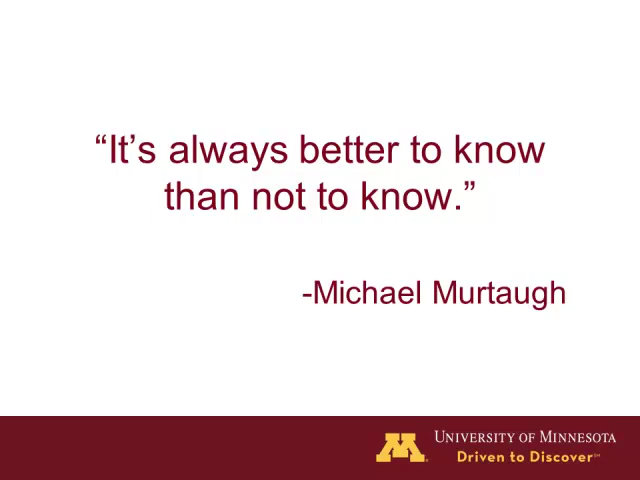 “It’s always better to know
than not to know.”
-Michael Murtaugh
M
UNIVERSITY OF MINNESOTA
Driven to Discover℠